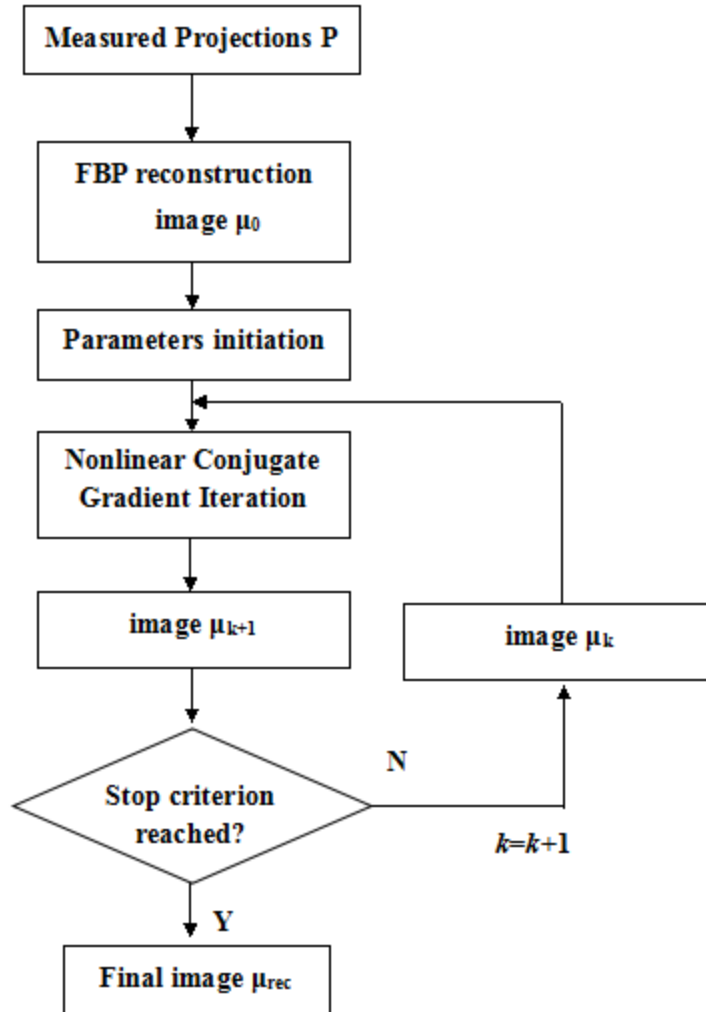 Measured Projections P
FBP reconstruction
image μ₀
Parameters initiation
Nonlinear Conjugate
Gradient Iteration
image μₖ₊₁
image μₖ
N
Stop criterion
reached?
k=k+1
Y
Final image μrec